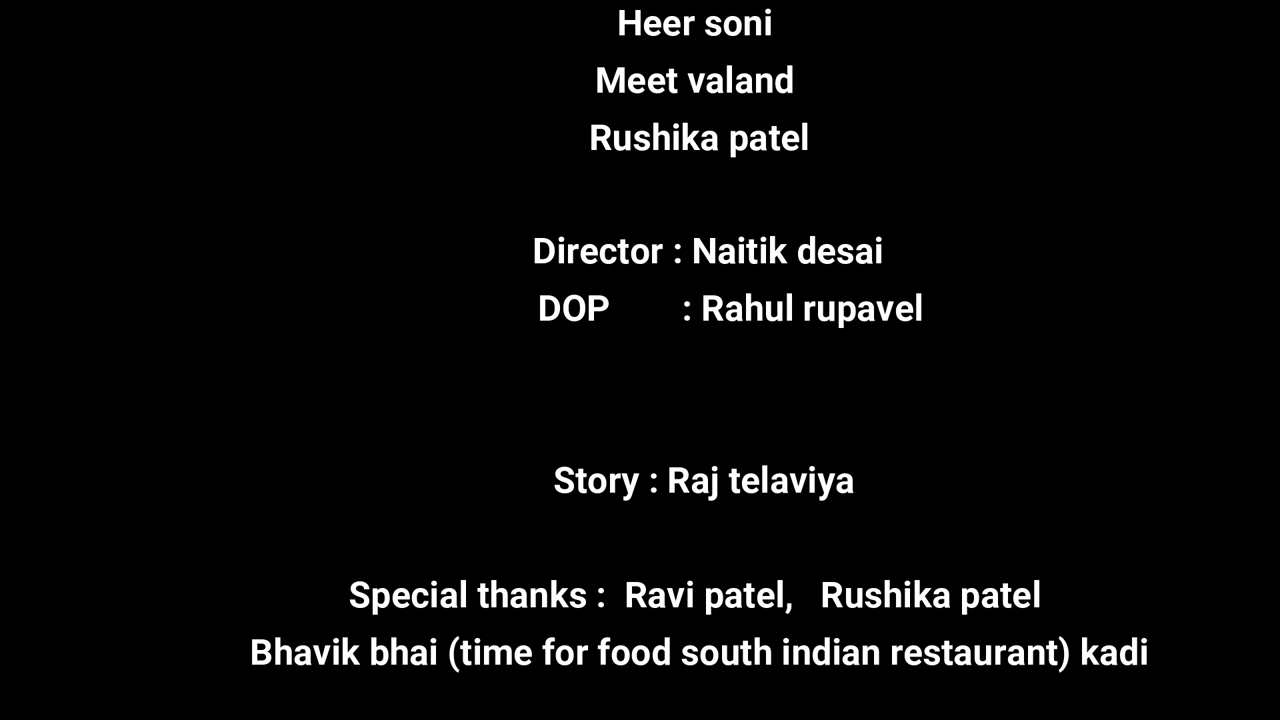 Heer soni
Meet valand
Rushika patel
Director : Naitik desai
DOP : Rahul rupavel
Story : Raj telaviya
Special thanks : Ravi patel, Rushika patel
Bhavik bhai (time for food south indian restaurant) kadi